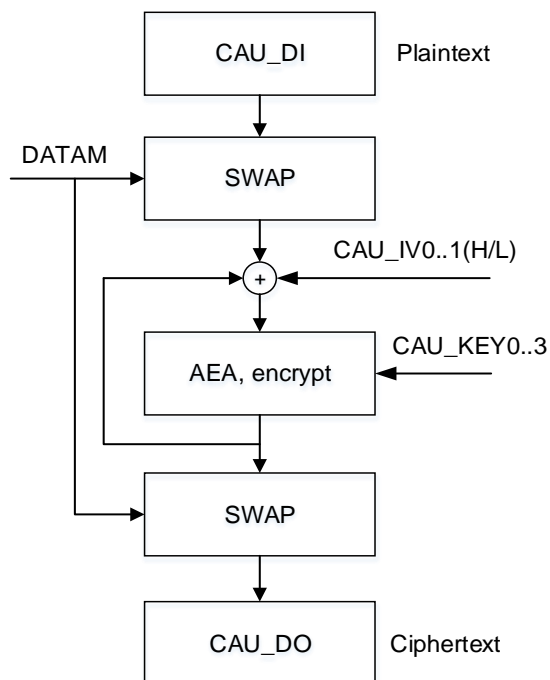 CAU_DI
Plaintext
DATAM
SWAP
CAU_IV0..1(H/L)
+
CAU_KEY0..3
AEA, encrypt
SWAP
CAU_DO
Ciphertext